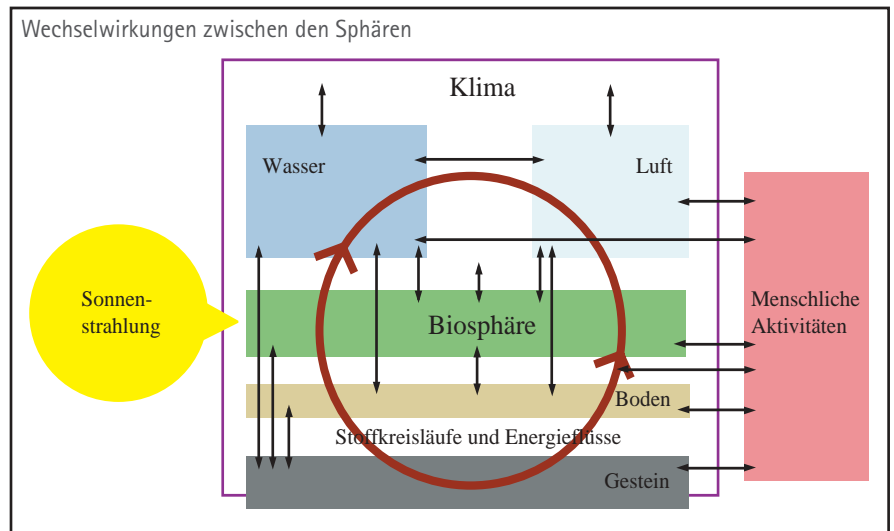 Wechselwirkungen zwischen den Sphären
Klima
Wasser
Luft
Sonnen-
strahlung
Menschliche
Aktivitäten
Biosphäre
Boden
Stoffkreisläufe und Energieflüsse
Gestein